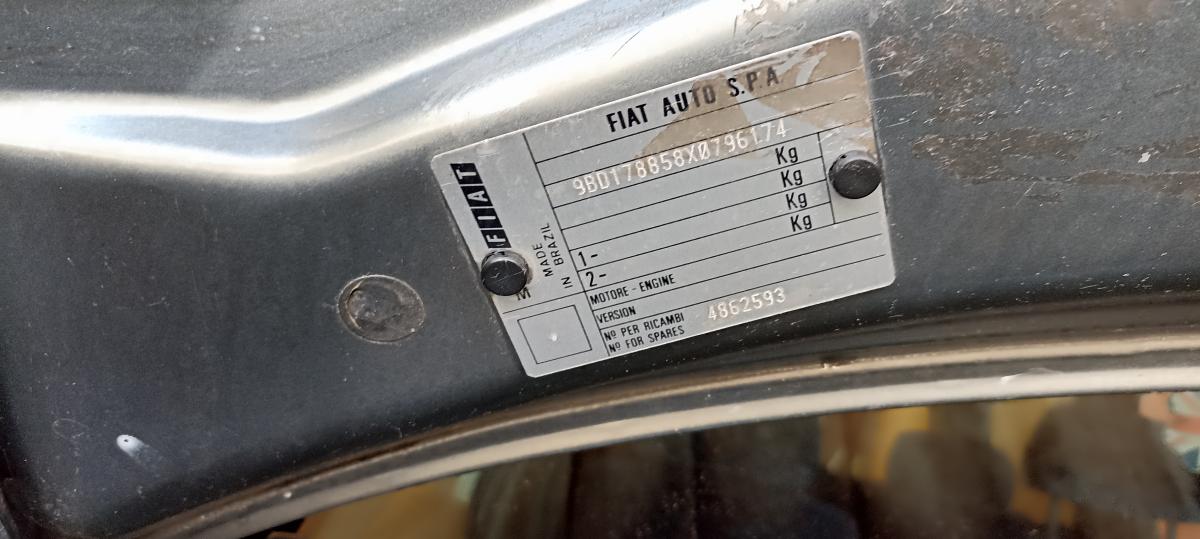 FIAT AUTO S.P.A
FIAT
MADE
IN BRAZIL
9BD178858X0796174
Kg
Kg
Kg
Kg
1-
2-
M
MOTORE - ENGINE
VERSION
Nº PER RICAMBI
Nº FOR SPARES
4862593